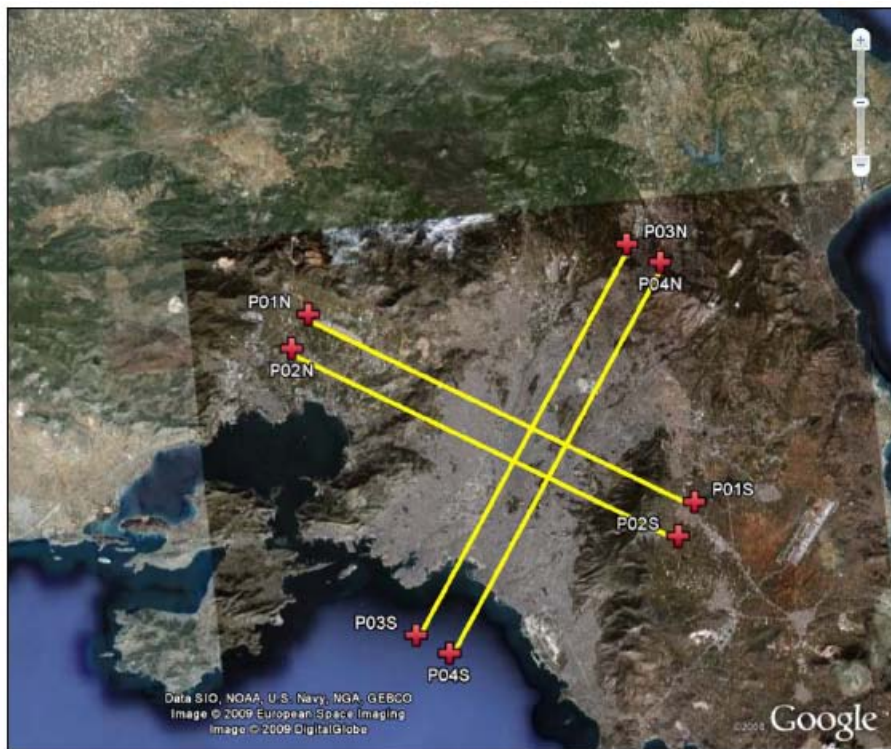 +
−
−
P03N
P04N
P01N
P02N
P01S
P02S
P03S
P04S
Data SIO, NOAA, U.S. Navy, NGA, GEBCO
Image © 2009 European Space Imaging
Image © 2009 DigitalGlobe
Google